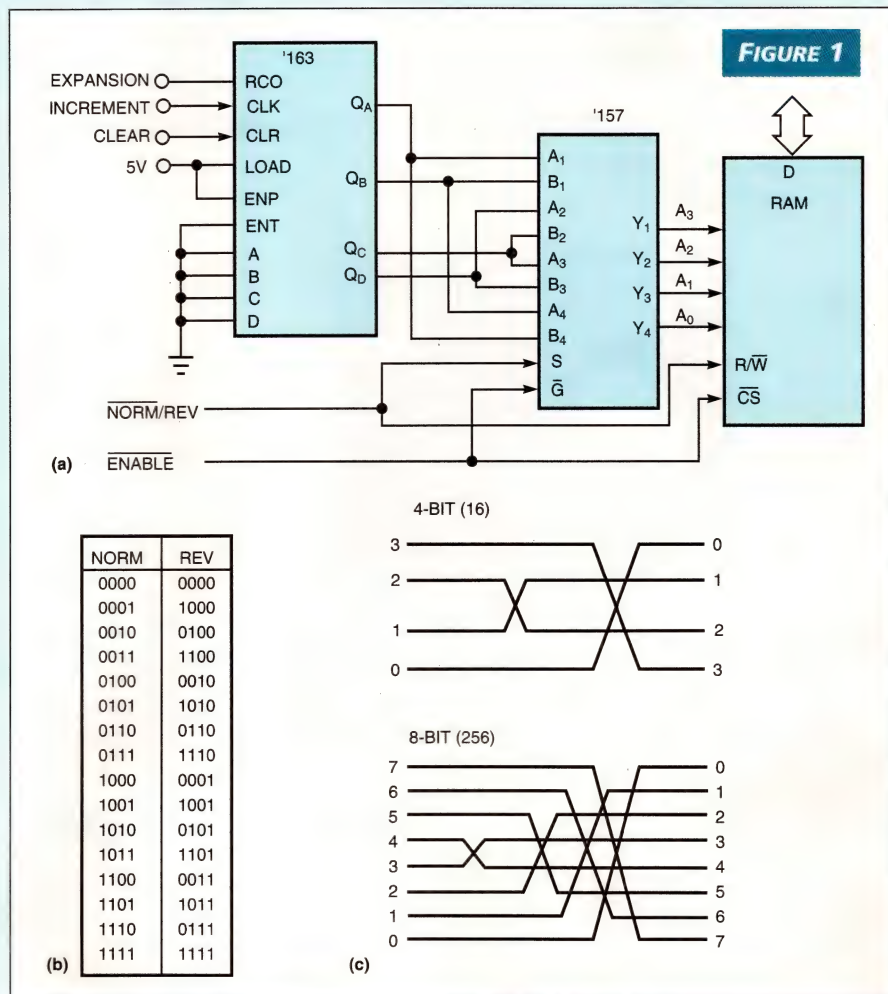 FIGURE 1
'163
EXPANSION
INCREMENT
CLEAR
5V
RCO
CLK
CLR
LOAD
ENP
ENT
A
B
C
D
QA
QB
QC
QD
'157
A1
B1
A2
B2
A3
B3
A4
B4
S
G̅
Y1
Y2
Y3
Y4
A3
A2
A1
A0
D
RAM
R/W̅
C̅S̅
N̅O̅R̅M̅/REV
(a) E̅N̅A̅B̅L̅E̅
NORM REV
0000 0000
0001 1000
0010 0100
0011 1100
0100 0010
0101 1010
0110 0110
0111 1110
1000 0001
1001 1001
1010 0101
1011 1101
1100 0011
1101 1011
1110 0111
1111 1111
(b)
4-BIT (16)
3 0
2 1
1 2
0 3
8-BIT (256)
7 0
6 1
5 2
4 3
3 4
2 5
1 6
0 7
(c)